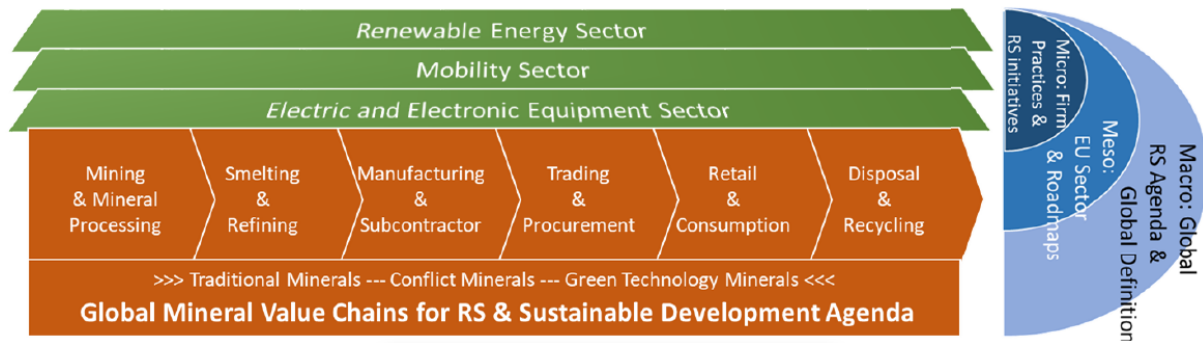 Renewable Energy Sector
Mobility Sector
Electric and Electronic Equipment Sector
Mining
& Mineral
Processing
Smelting
&
Refining
Manufacturing
&
Subcontractor
Trading
&
Procurement
Retail
&
Consumption
Disposal
&
Recycling
>>> Traditional Minerals --- Conflict Minerals --- Green Technology Minerals <<<
Global Mineral Value Chains for RS & Sustainable Development Agenda
Micro: Firm
Practices &
RS initiatives
Meso:
EU Sector
& Roadmaps
Macro: Global
RS Agenda &
Global Definition